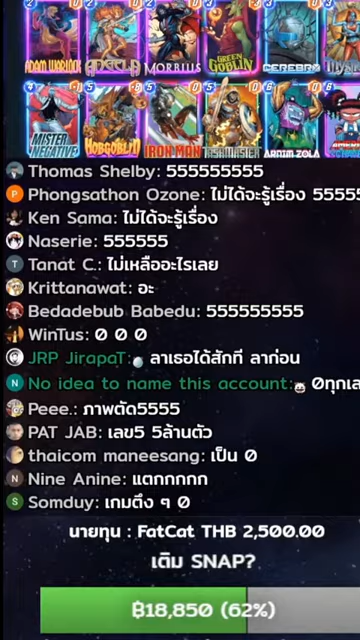 ADAM WARLOCK ANGELA MORBIUS GREEN GOBLIN CEREBRO
MISTER NEGATIVE HOBGOBLIN IRON MAN TASKMASTER ARNIM ZOLA
Thomas Shelby: 555555555
P Phongsathon Ozone: ไม่ได้จะรู้เรื่อง 5555
Ken Sama: ไม่ได้จะรู้เรื่อง
Naserie: 555555
T Tanat C.: ไม่เหลืออะไรเลย
Krittanawat: อะ
Bedadebub Babedu: 555555555
WinTus: 0 0 0
JRP JirapaT: ลาเธอได้สักที ลาก่อน
N No idea to name this account: 0ทุกเล
Peee.: ภาพตัด5555
PAT JAB: เลข5 5ล้านตัว
thaicom maneesang: เป็น 0
N Nine Anine: แตกกกกก
S Somduy: เกมตึง ๆ 0
นายทุน : FatCat THB 2,500.00
เติม SNAP?
฿18,850 (62%)